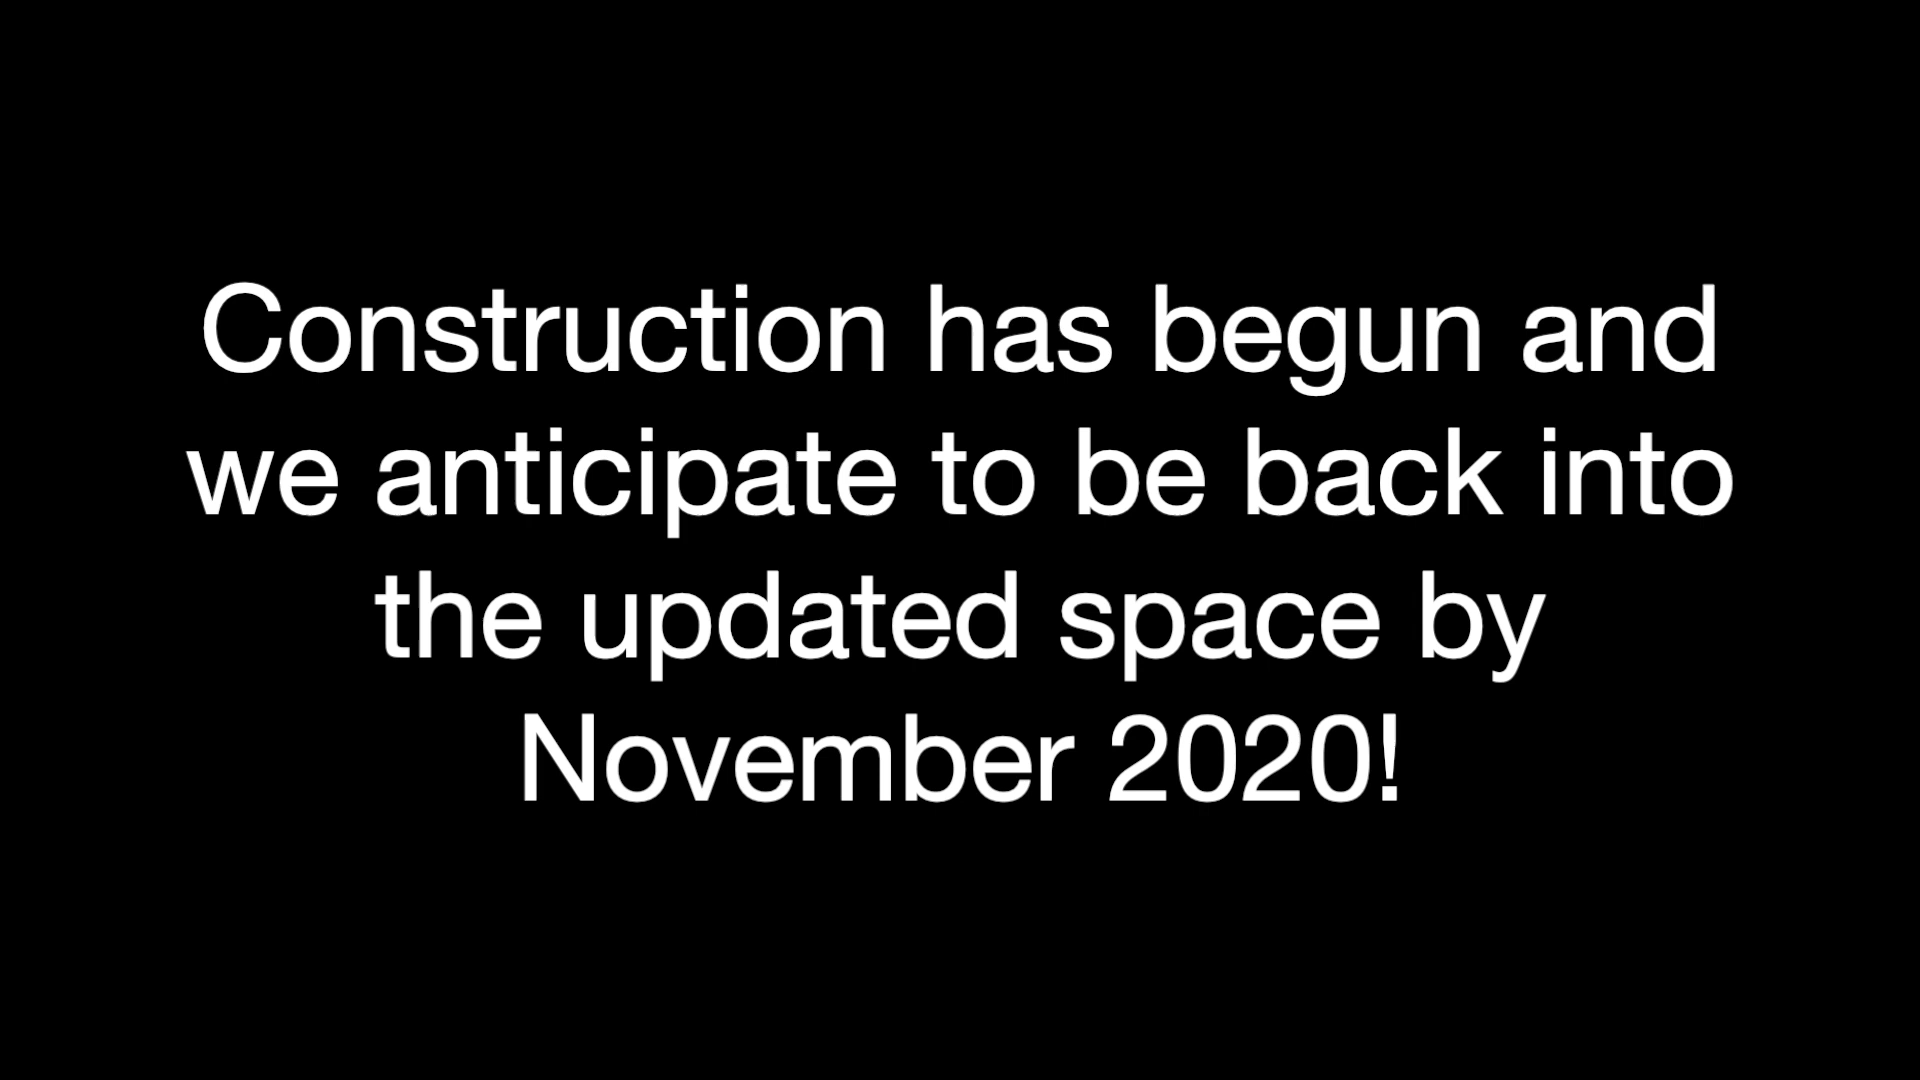 Construction has begun and
we anticipate to be back into
the updated space by
November 2020!